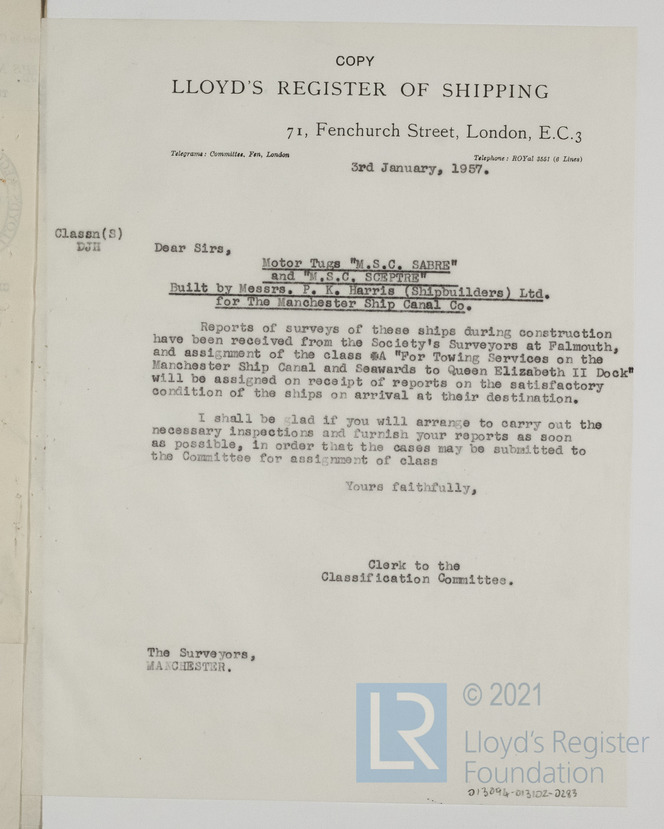 COPY
LLOYD'S REGISTER OF SHIPPING
71, Fenchurch Street, London, E.C.3
Telegrams: Committee, Fen, London
Telephone: ROYal 3551 (6 Lines)
3rd January, 1957.
Classn(S)
DJH
Dear Sirs,
Motor Tugs "M.S.C. SABRE"
and "M.S.C. SCEPTRE"
Built by Messrs. P. K. Harris (Shipbuilders) Ltd.
for The Manchester Ship Canal Co.
Reports of surveys of these ships during construction
have been received from the Society's Surveyors at Falmouth,
and assignment of the class A "For Towing Services on the
Manchester Ship Canal and Seawards to Queen Elizabeth II Dock"
will be assigned on receipt of reports on the satisfactory
condition of the ships on arrival at their destination.
I shall be glad if you will arrange to carry out the
necessary inspections and furnish your reports as soon
as possible, in order that the cases may be submitted to
the Committee for assignment of class
Yours faithfully,
Clerk to the
Classification Committee.
The Surveyors,
MANCHESTER.
LR
© 2021
Lloyd's Register
Foundation
013094-013102-0283